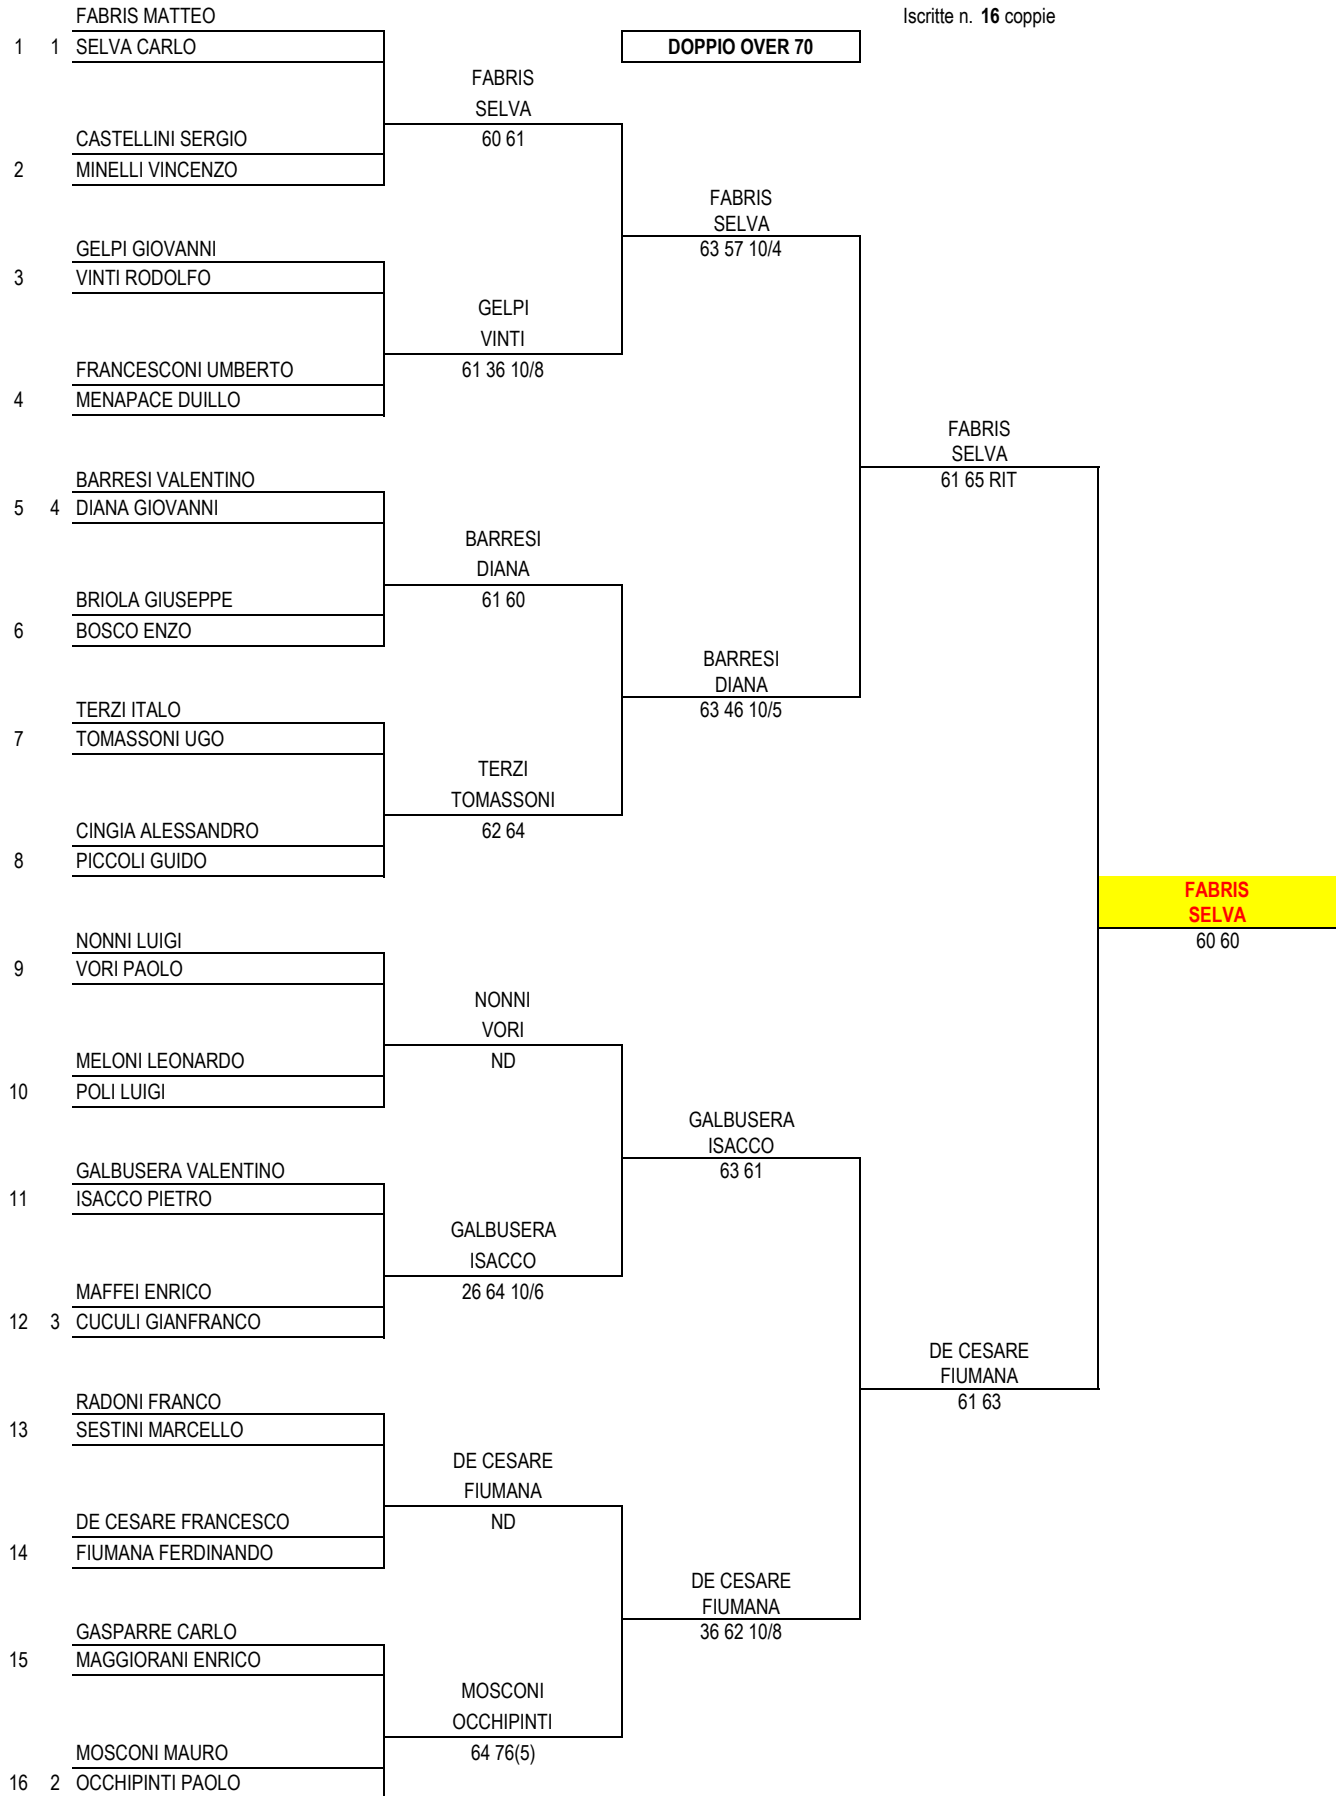 FABRIS MATTEO
Iscritte n. 16 coppie
1 1 SELVA CARLO
DOPPIO OVER 70
FABRIS
SELVA
CASTELLINI SERGIO
60 61
2 MINELLI VINCENZO
FABRIS
SELVA
GELPI GIOVANNI
63 57 10/4
3 VINTI RODOLFO
GELPI
VINTI
FRANCESCONI UMBERTO
61 36 10/8
4 MENAPACE DUILLO
FABRIS
SELVA
BARRESI VALENTINO
61 65 RIT
5 4 DIANA GIOVANNI
BARRESI
DIANA
BRIOLA GIUSEPPE
61 60
6 BOSCO ENZO
BARRESI
DIANA
TERZI ITALO
63 46 10/5
7 TOMASSONI UGO
TERZI
TOMASSONI
CINGIA ALESSANDRO
62 64
8 PICCOLI GUIDO
FABRIS
SELVA
NONNI LUIGI
60 60
9 VORI PAOLO
NONNI
VORI
MELONI LEONARDO
ND
10 POLI LUIGI
GALBUSERA
ISACCO
GALBUSERA VALENTINO
63 61
11 ISACCO PIETRO
GALBUSERA
ISACCO
MAFFEI ENRICO
26 64 10/6
12 3 CUCULI GIANFRANCO
DE CESARE
FIUMANA
RADONI FRANCO
61 63
13 SESTINI MARCELLO
DE CESARE
FIUMANA
DE CESARE FRANCESCO
ND
14 FIUMANA FERDINANDO
DE CESARE
FIUMANA
GASPARRE CARLO
36 62 10/8
15 MAGGIORANI ENRICO
MOSCONI
OCCHIPINTI
MOSCONI MAURO
64 76(5)
16 2 OCCHIPINTI PAOLO